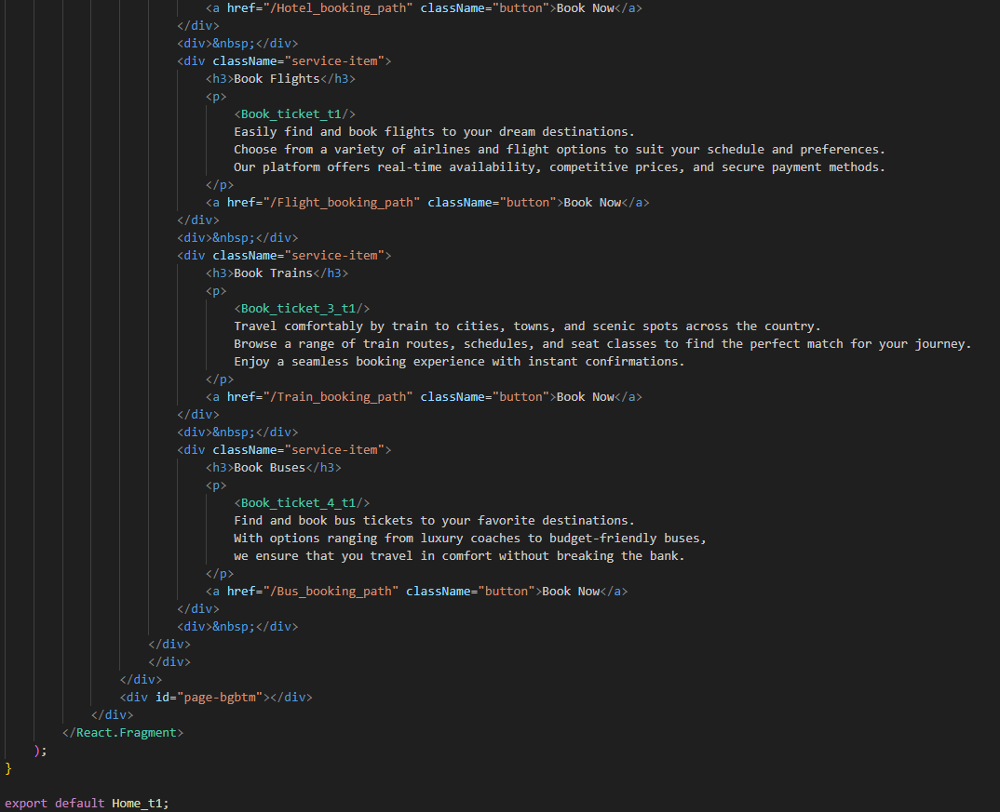 <a href="/Hotel_booking_path" className="button">Book Now</a>
</div>
<div>&nbsp;</div>
<div className="service-item">
<h3>Book Flights</h3>
<p>
<Book_ticket_t1/>
Easily find and book flights to your dream destinations.
Choose from a variety of airlines and flight options to suit your schedule and preferences.
Our platform offers real-time availability, competitive prices, and secure payment methods.
</p>
<a href="/Flight_booking_path" className="button">Book Now</a>
</div>
<div>&nbsp;</div>
<div className="service-item">
<h3>Book Trains</h3>
<p>
<Book_ticket_3_t1/>
Travel comfortably by train to cities, towns, and scenic spots across the country.
Browse a range of train routes, schedules, and seat classes to find the perfect match for your journey.
Enjoy a seamless booking experience with instant confirmations.
</p>
<a href="/Train_booking_path" className="button">Book Now</a>
</div>
<div>&nbsp;</div>
<div className="service-item">
<h3>Book Buses</h3>
<p>
<Book_ticket_4_t1/>
Find and book bus tickets to your favorite destinations.
With options ranging from luxury coaches to budget-friendly buses,
we ensure that you travel in comfort without breaking the bank.
</p>
<a href="/Bus_booking_path" className="button">Book Now</a>
</div>
<div>&nbsp;</div>
</div>
</div>
</div>
<div id="page-bgbtm"></div>
</div>
</React.Fragment>
);
}
export default Home_t1;